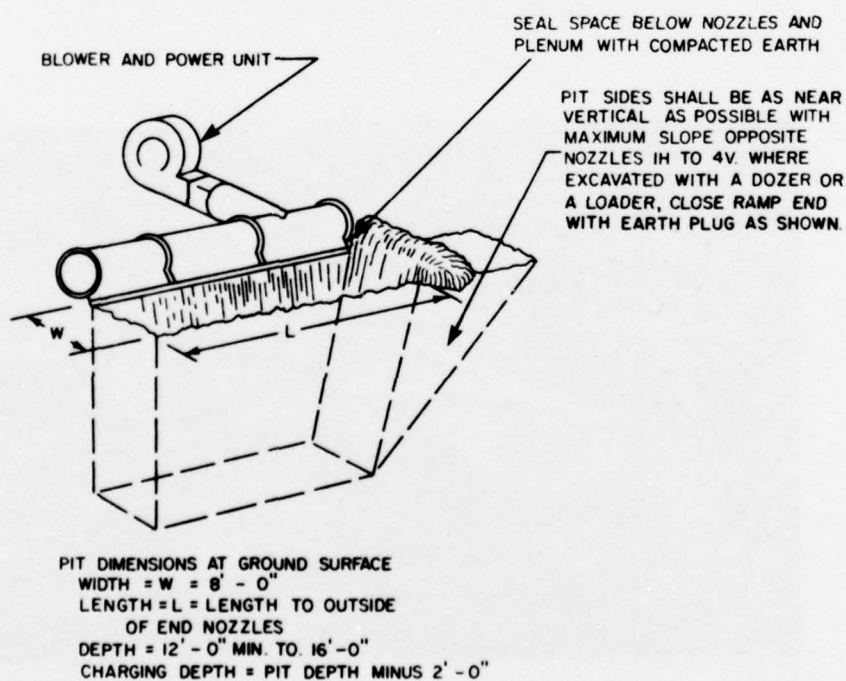 SEAL SPACE BELOW NOZZLES AND
PLENUM WITH COMPACTED EARTH
BLOWER AND POWER UNIT
PIT SIDES SHALL BE AS NEAR
VERTICAL AS POSSIBLE WITH
MAXIMUM SLOPE OPPOSITE
NOZZLES 1H TO 4V. WHERE
EXCAVATED WITH A DOZER OR
A LOADER, CLOSE RAMP END
WITH EARTH PLUG AS SHOWN.
W
L
PIT DIMENSIONS AT GROUND SURFACE
WIDTH = W = 8' - 0"
LENGTH = L = LENGTH TO OUTSIDE
OF END NOZZLES
DEPTH = 12' - 0" MIN. TO. 16' - 0"
CHARGING DEPTH = PIT DEPTH MINUS 2' - 0"